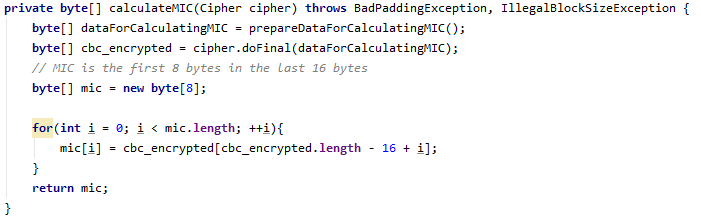 private byte[] calculateMIC(Cipher cipher) throws BadPaddingException, IllegalBlockSizeException {
    byte[] dataForCalculatingMIC = prepareDataForCalculatingMIC();
    byte[] cbc_encrypted = cipher.doFinal(dataForCalculatingMIC);
    // MIC is the first 8 bytes in the last 16 bytes
    byte[] mic = new byte[8];

    for(int i = 0; i < mic.length; ++i){
        mic[i] = cbc_encrypted[cbc_encrypted.length - 16 + i];
    }
    return mic;
}